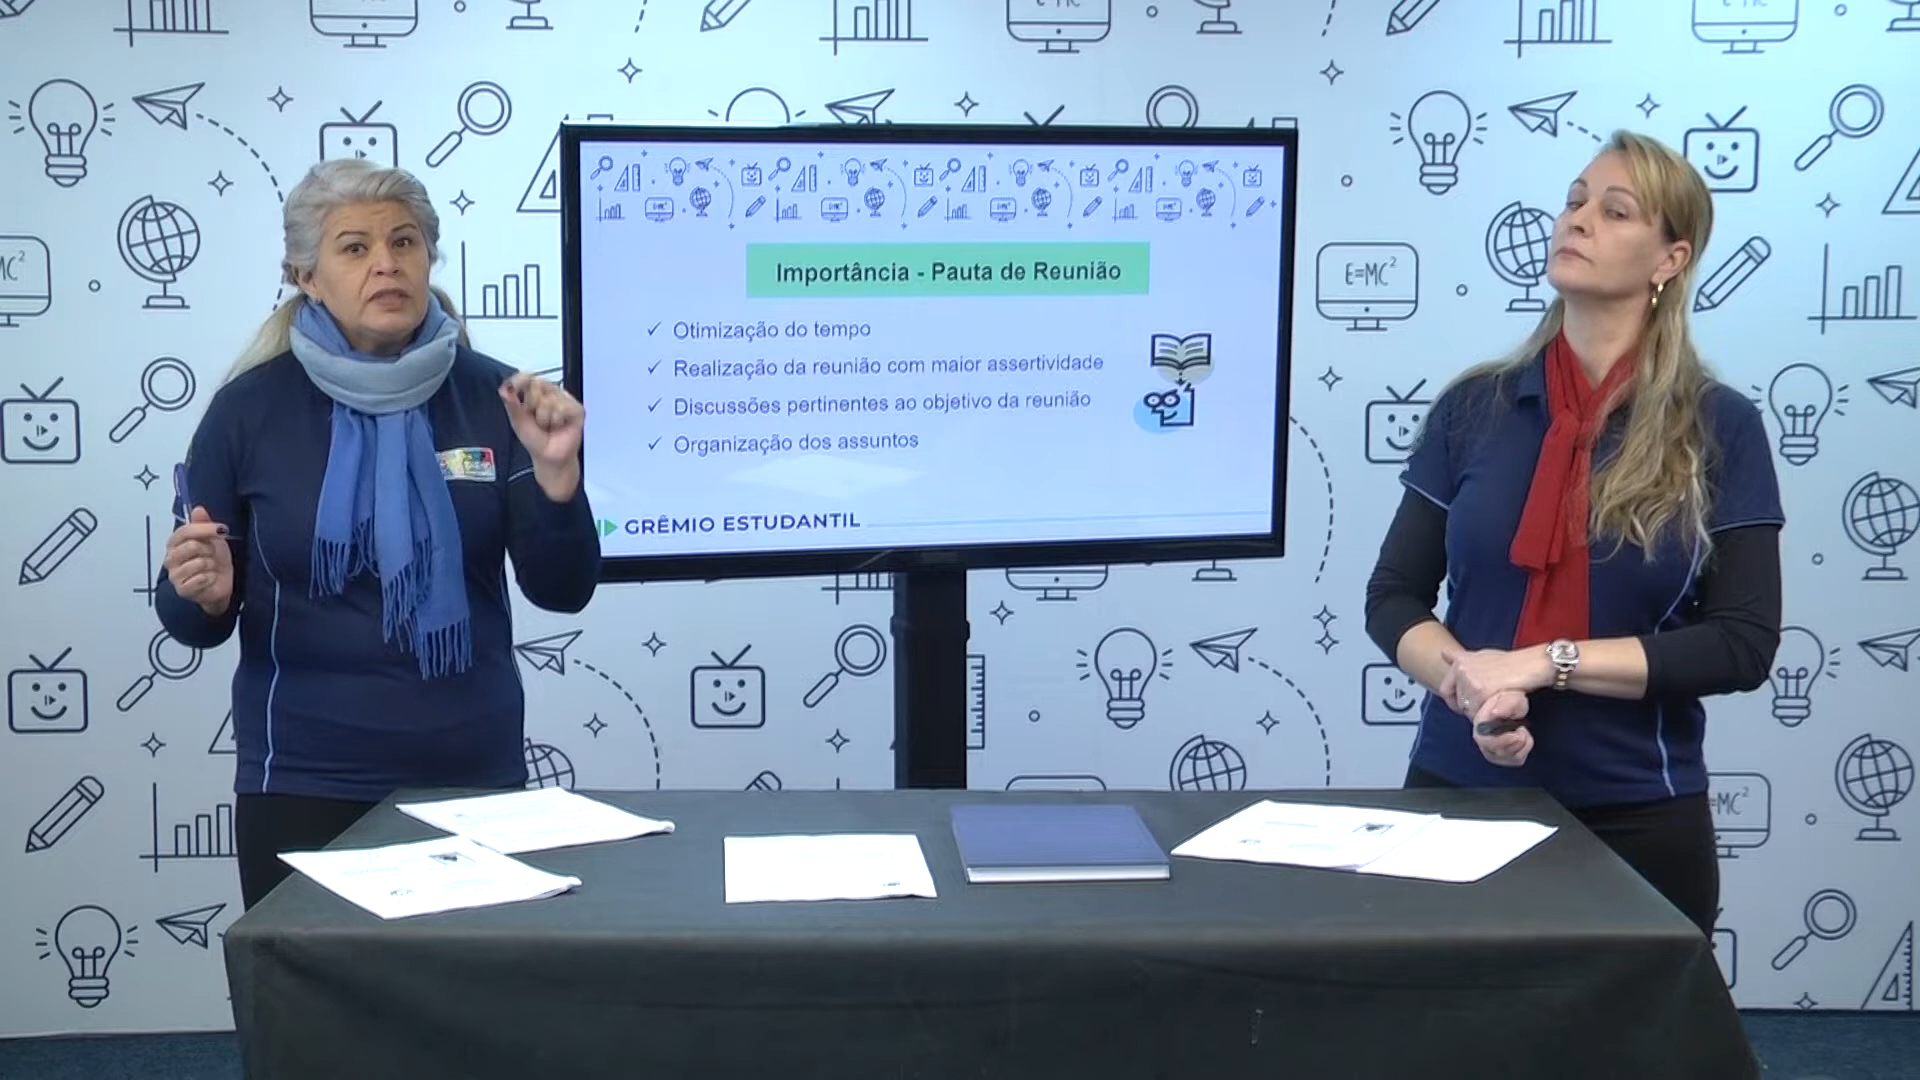 Importância - Pauta de Reunião
✓ Otimização do tempo
✓ Realização da reunião com maior assertividade
✓ Discussões pertinentes ao objetivo da reunião
✓ Organização dos assuntos
GRÊMIO ESTUDANTIL
E=MC²